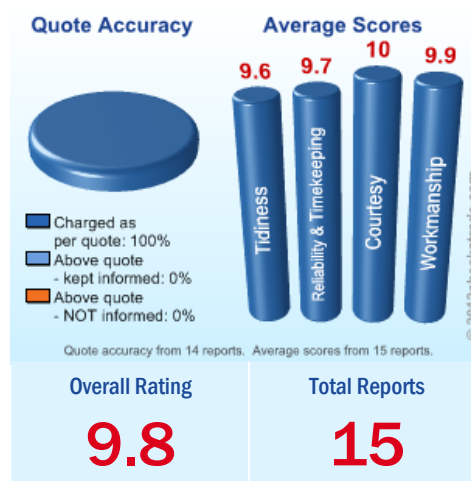 Quote Accuracy
Average Scores
9.6
9.7
10
9.9
Tidiness
Reliability & Timekeeping
Courtesy
Workmanship
Charged as
per quote: 100%
Above quote
- kept informed: 0%
Above quote
- NOT informed: 0%
Quote accuracy from 14 reports. Average scores from 15 reports.
Overall Rating
Total Reports
9.8
15